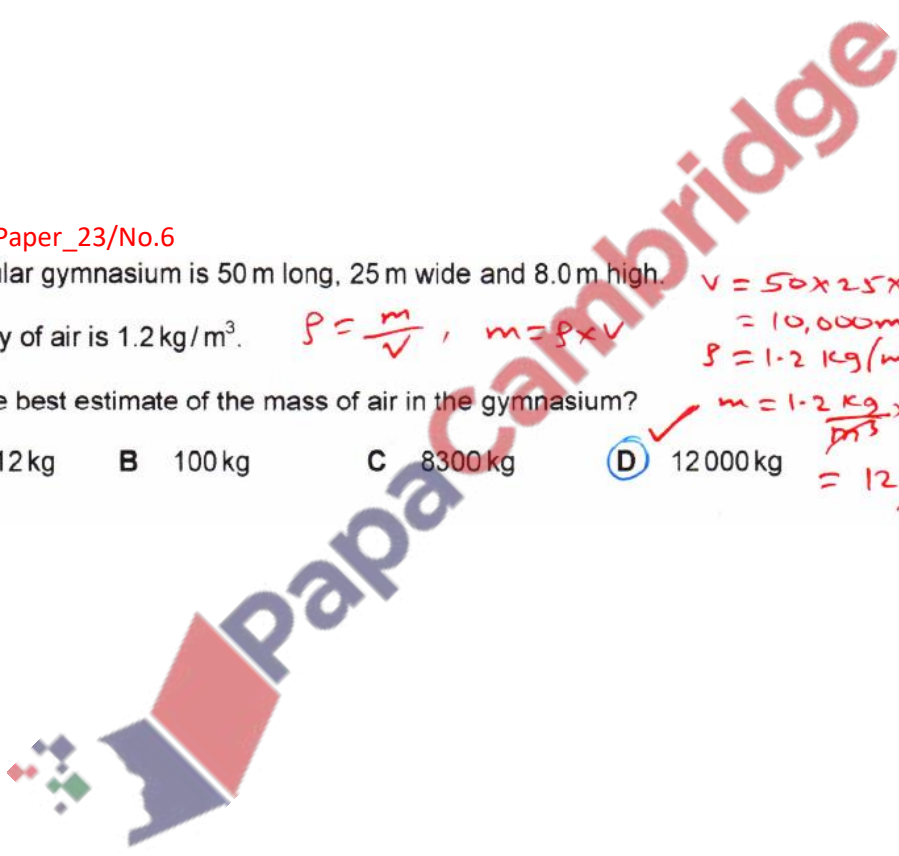 Paper_23/No.6
lar gymnasium is 50 m long, 25 m wide and 8.0 m high.
V = 50×25×
y of air is 1.2 kg/m³.
ρ = m/V , m = ρ×V
= 10,000m
ρ = 1.2 kg/m
e best estimate of the mass of air in the gymnasium?
m = 1.2 kg/m³ ×
12 kg B 100 kg C 8300 kg D 12 000 kg
= 12
PapaCambridge